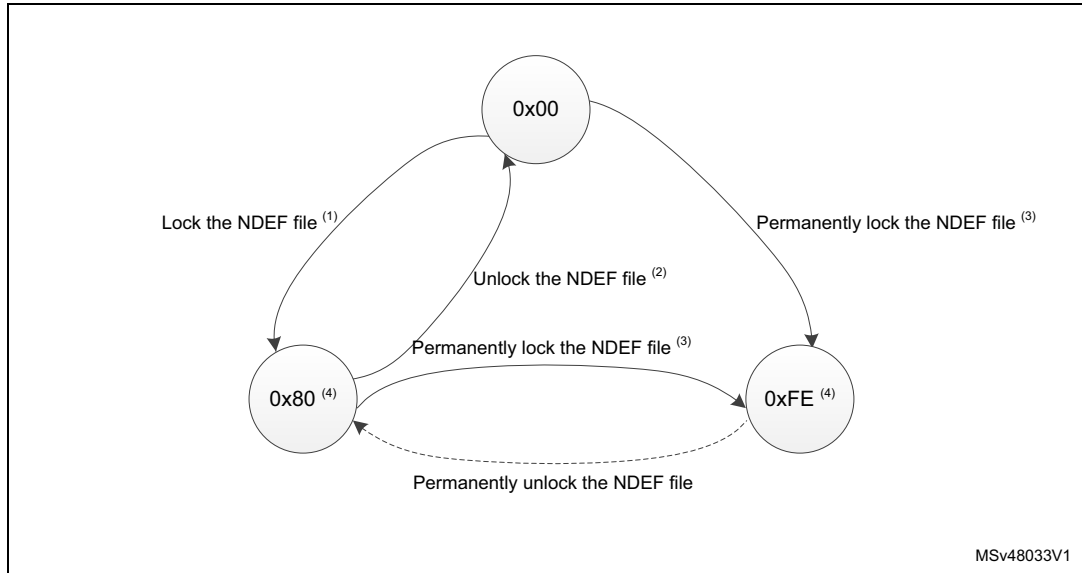 0x00
Lock the NDEF file (1)
Permanently lock the NDEF file (3)
Unlock the NDEF file (2)
Permanently lock the NDEF file (3)
0x80 (4)
0xFE (4)
Permanently unlock the NDEF file
MSv48033V1